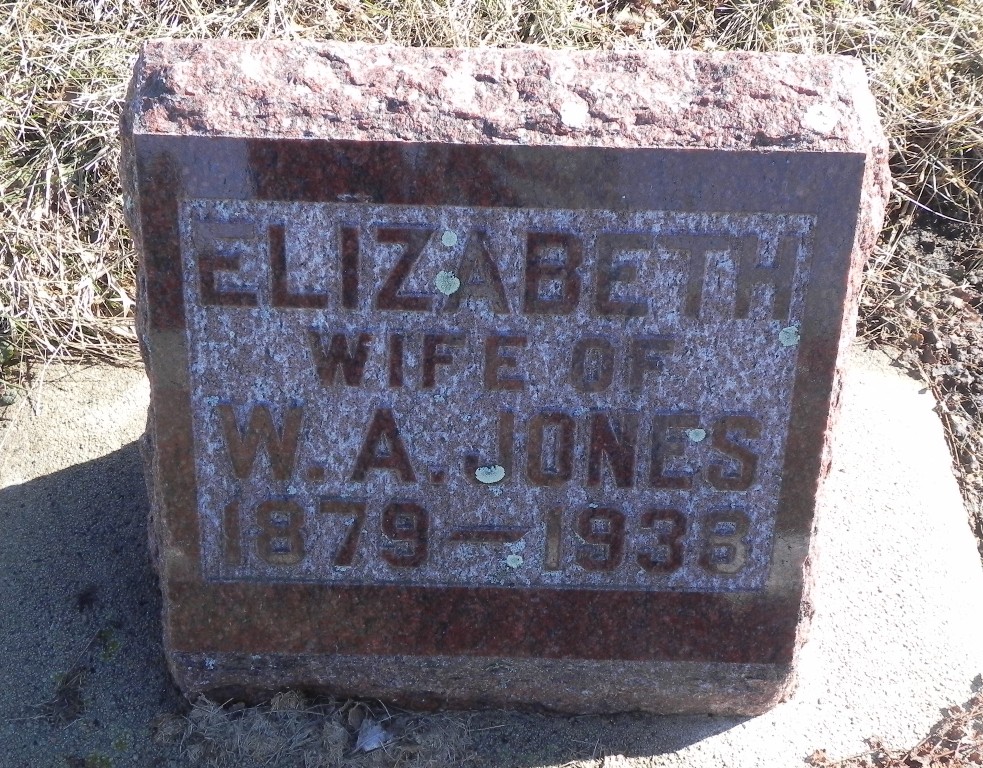 ELIZABETH
WIFE OF
W. A. JONES
1879—1938